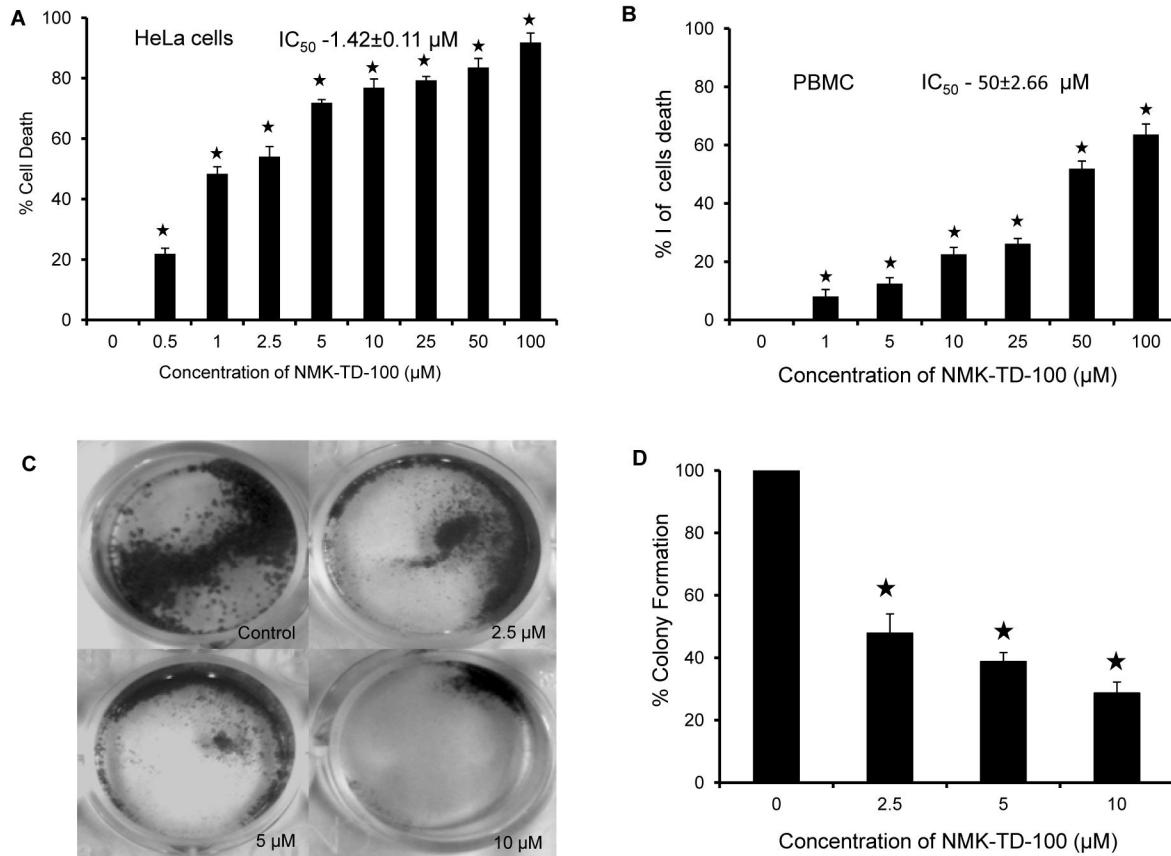 A
HeLa cells IC50 -1.42±0.11 µM
% Cell Death
100
80
60
40
20
0
★ ★ ★ ★ ★ ★ ★ ★
0 0.5 1 2.5 5 10 25 50 100
Concentration of NMK-TD-100 (µM)
B
PBMC IC50 - 50±2.66 µM
% I of cells death
100
80
60
40
20
0
★ ★ ★ ★ ★ ★
0 1 5 10 25 50 100
Concentration of NMK-TD-100 (µM)
C
Control
2.5 µM
5 µM
10 µM
D
% Colony Formation
100
80
60
40
20
0
★ ★ ★
0 2.5 5 10
Concentration of NMK-TD-100 (µM)